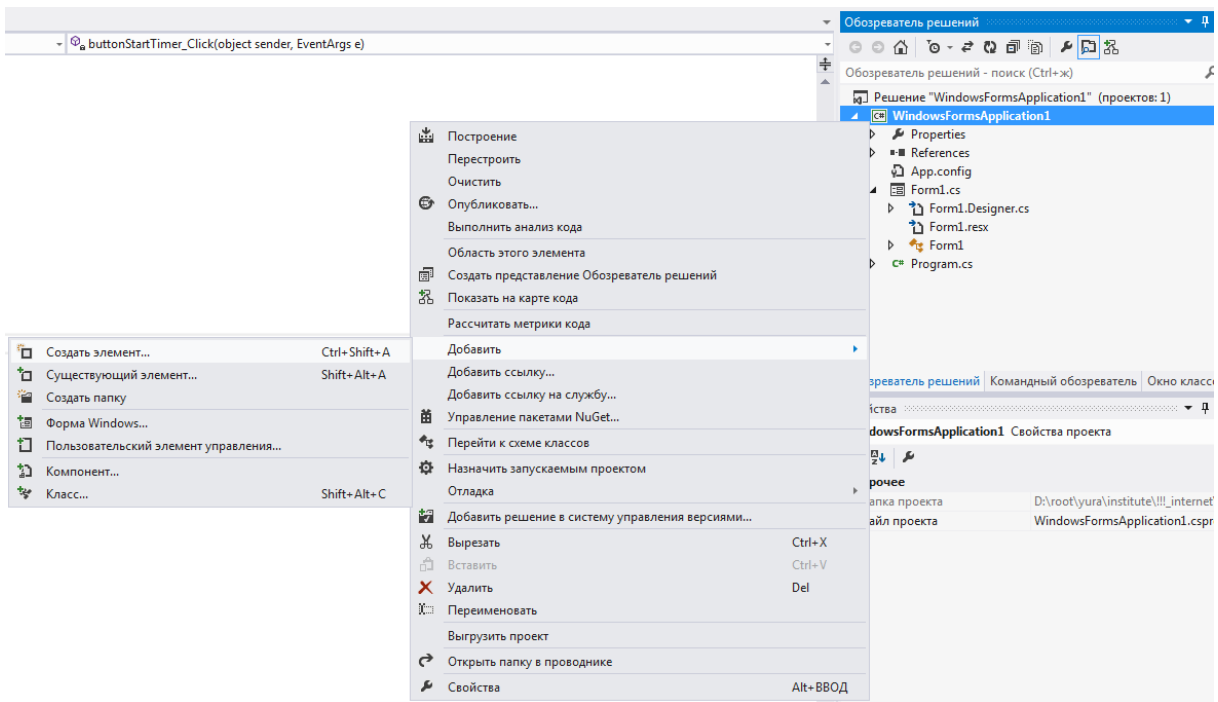 Обозреватель решений
buttonStartTimer_Click(object sender, EventArgs e)
Обозреватель решений - поиск (Ctrl+ж)
Решение "WindowsFormsApplication1" (проектов: 1)
C# WindowsFormsApplication1
Properties
References
App.config
Form1.cs
Form1.Designer.cs
Form1.resx
Form1
C# Program.cs
Построение
Перестроить
Очистить
Опубликовать...
Выполнить анализ кода
Область этого элемента
Создать представление Обозреватель решений
Показать на карте кода
Рассчитать метрики кода
Добавить
Добавить ссылку...
Добавить ссылку на службу...
Управление пакетами NuGet...
Перейти к схеме классов
Назначить запускаемым проектом
Отладка
Добавить решение в систему управления версиями...
Вырезать Ctrl+X
Вставить Ctrl+V
Удалить Del
Переименовать
Выгрузить проект
Открыть папку в проводнике
Свойства Alt+ВВОД
Создать элемент... Ctrl+Shift+A
Существующий элемент... Shift+Alt+A
Создать папку
Форма Windows...
Пользовательский элемент управления...
Компонент...
Класс... Shift+Alt+C
зреватель решений Командный обозреватель Окно классо
йства
dowsFormsApplication1 Свойства проекта
рочее
апка проекта D:\root\yura\institute\!!!_internet\
айл проекта WindowsFormsApplication1.cspr